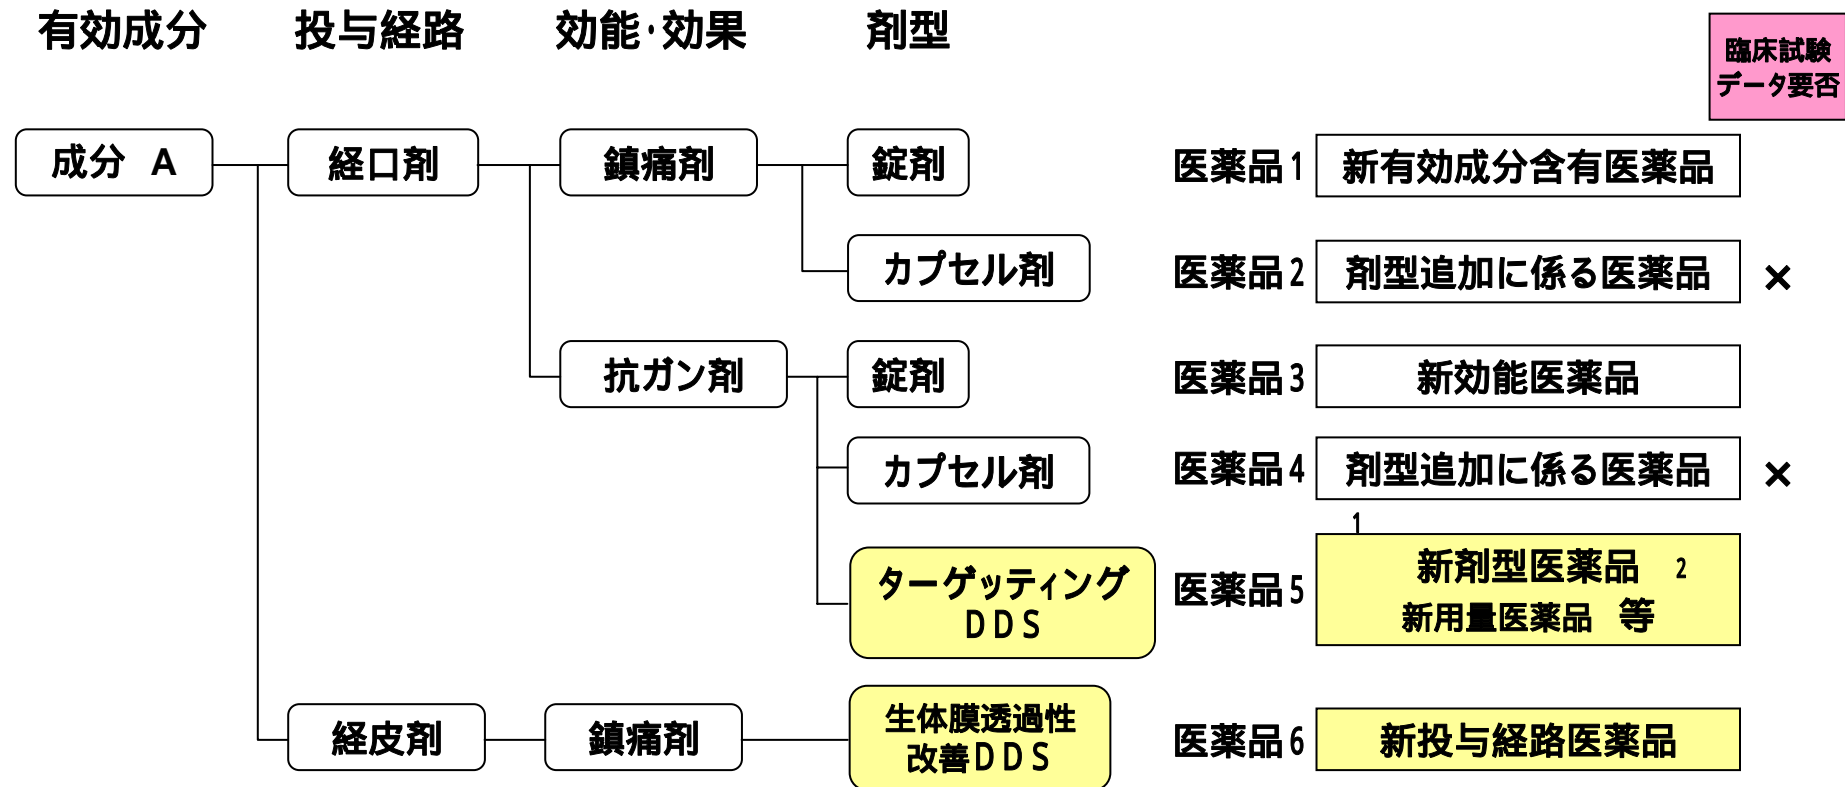 有効成分 投与経路 効能・効果 剤型
臨床試験
データ要否
成分 A 経口剤 鎮痛剤 錠剤 医薬品1 新有効成分含有医薬品
カプセル剤 医薬品2 剤型追加に係る医薬品 ×
抗ガン剤 錠剤 医薬品3 新効能医薬品
カプセル剤 医薬品4 剤型追加に係る医薬品 ×
1
ターゲッティング
DDS
医薬品5
新剤型医薬品 2
新用量医薬品 等
経皮剤 鎮痛剤
生体膜透過性
改善DDS
医薬品6 新投与経路医薬品